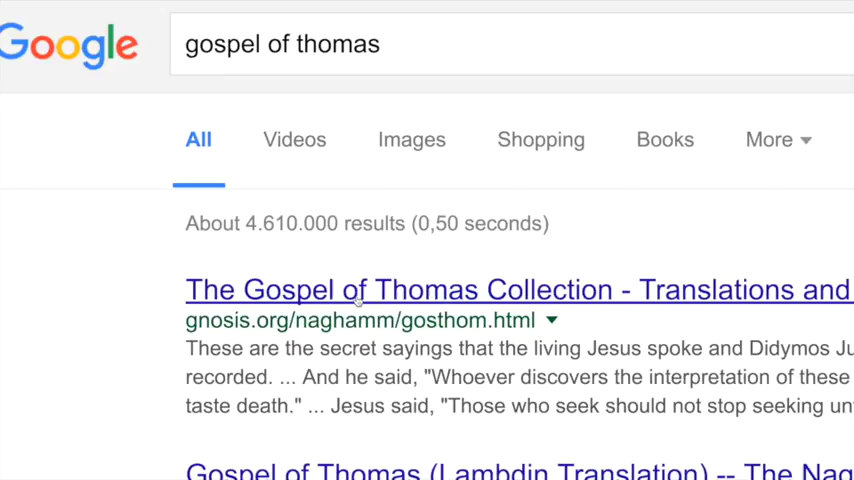 Google
gospel of thomas
All Videos Images Shopping Books More
About 4.610.000 results (0,50 seconds)
The Gospel of Thomas Collection - Translations and
gnosis.org/naghamm/gosthom.html
These are the secret sayings that the living Jesus spoke and Didymos
recorded. ... And he said, "Whoever discovers the interpretation of these
taste death." ... Jesus said, "Those who seek should not stop seeking
Gospel of Thomas (Lambdin Translation) -- The Nag